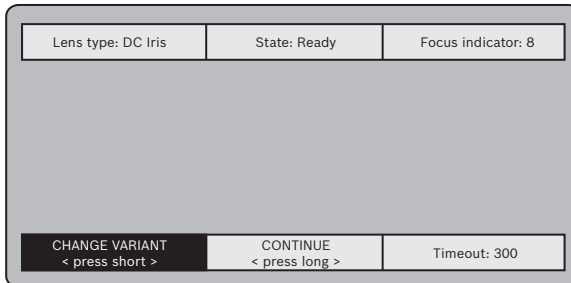 Lens type: DC Iris
State: Ready
Focus indicator: 8
CHANGE VARIANT
< press short >
CONTINUE
< press long >
Timeout: 300